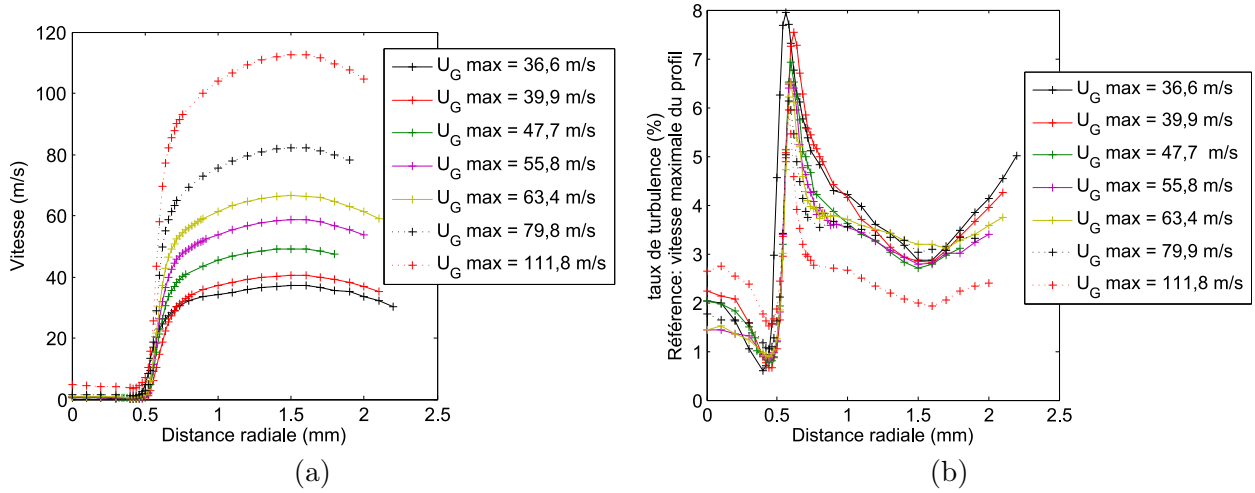 120
100
80
60
40
20
0
0
0.5
1
1.5
2
2.5
Vitesse (m/s)
Distance radiale (mm)
U_G max = 36,6 m/s
U_G max = 39,9 m/s
U_G max = 47,7 m/s
U_G max = 55,8 m/s
U_G max = 63,4 m/s
U_G max = 79,8 m/s
U_G max = 111,8 m/s
(a)
8
7
6
5
4
3
2
1
0
0
0.5
1
1.5
2
2.5
taux de turbulence (%)
Référence: vitesse maximale du profil
Distance radiale (mm)
U_G max = 36,6 m/s
U_G max = 39,9 m/s
U_G max = 47,7 m/s
U_G max = 55,8 m/s
U_G max = 63,4 m/s
U_G max = 79,9 m/s
U_G max = 111,8 m/s
(b)